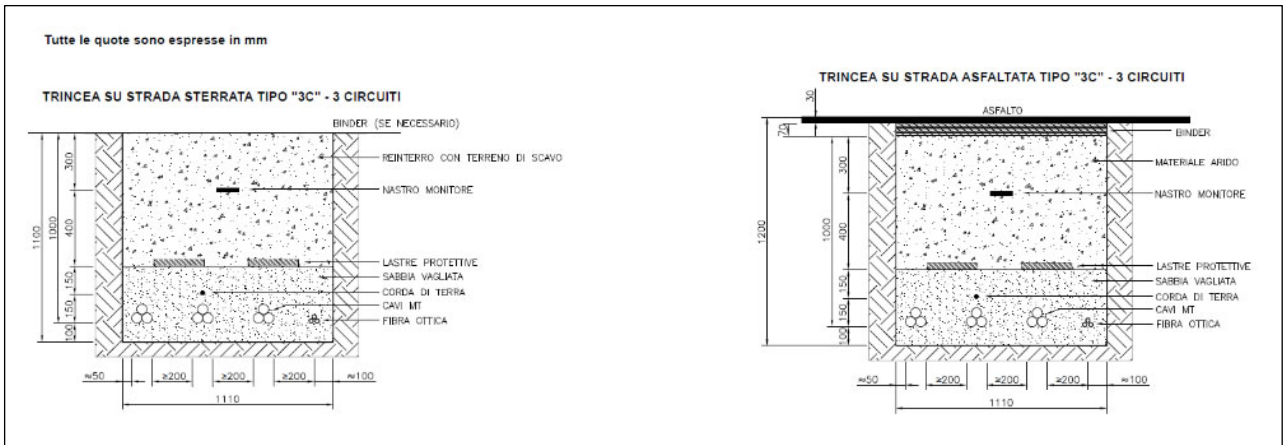 Tutte le quote sono espresse in mm
TRINCEA SU STRADA STERRATA TIPO "3C" - 3 CIRCUITI
BINDER (SE NECESSARIO)
REINTERRO CON TERRENO DI SCAVO
NASTRO MONITORE
LASTRE PROTETTIVE
SABBIA VAGLIATA
CORDA DI TERRA
CAVI MT
FIBRA OTTICA
1100
1000
300
400
150
150
100
≈50
≥200
≥200
≥200
≈100
1110
TRINCEA SU STRADA ASFALTATA TIPO "3C" - 3 CIRCUITI
30
ASFALTO
70
BINDER
MATERIALE ARIDO
NASTRO MONITORE
LASTRE PROTETTIVE
SABBIA VAGLIATA
CORDA DI TERRA
CAVI MT
FIBRA OTTICA
1200
1000
300
400
150
150
100
≈50
≥200
≥200
≥200
≈100
1110